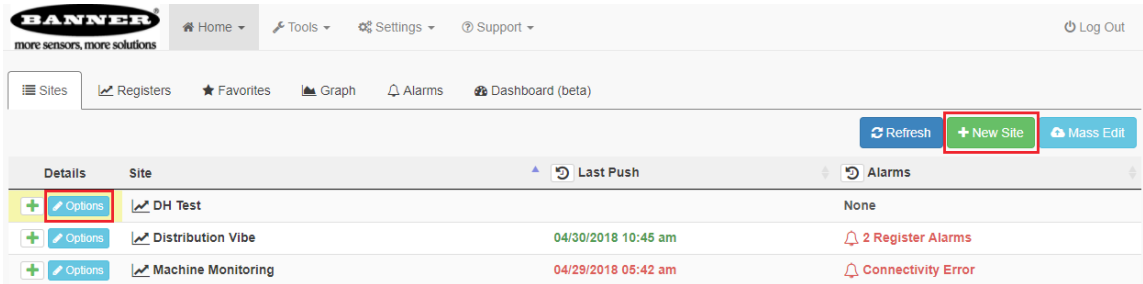 BANNER
more sensors, more solutions
Home Tools Settings Support Log Out
Sites Registers Favorites Graph Alarms Dashboard (beta)
Refresh New Site Mass Edit
Details Site Last Push Alarms
Options DH Test None
Options Distribution Vibe 04/30/2018 10:45 am 2 Register Alarms
Options Machine Monitoring 04/29/2018 05:42 am Connectivity Error